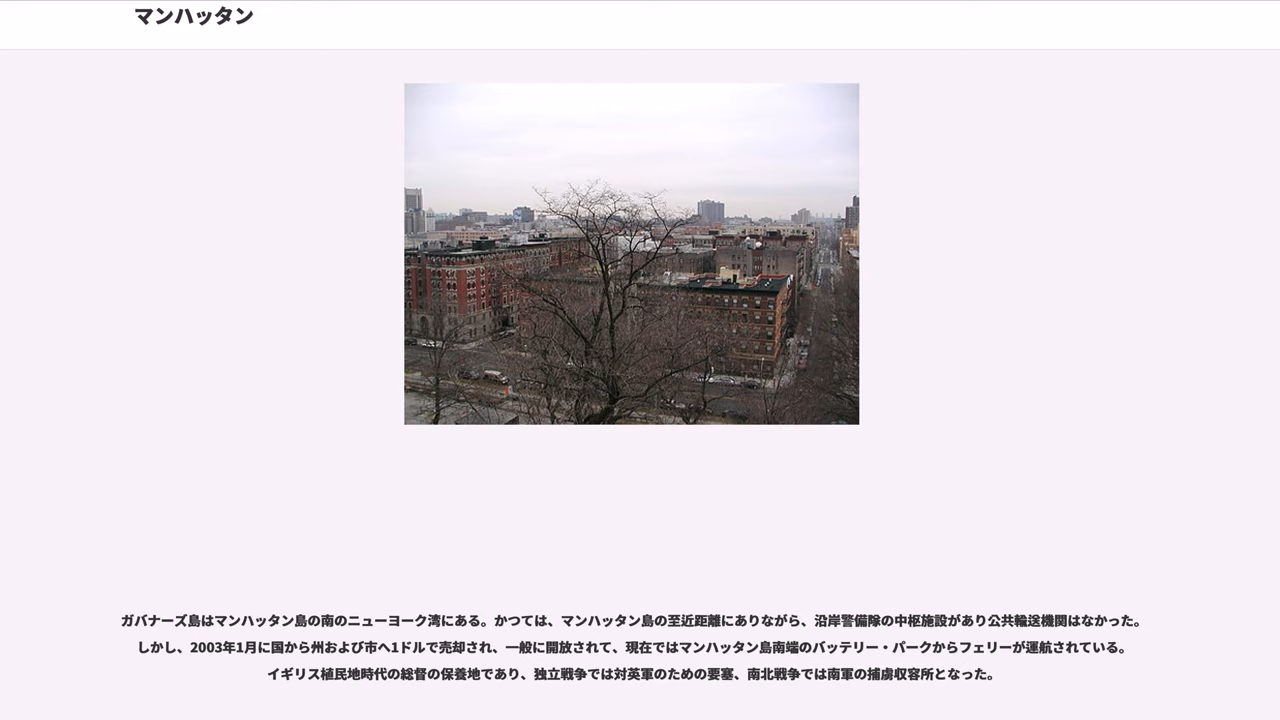 マンハッタン
ガバナーズ島はマンハッタン島の南のニューヨーク湾にある。かつては、マンハッタン島の至近距離にありながら、沿岸警備隊の中枢施設があり公共輸送機関はなかった。
しかし、2003年1月に国から州および市へ1ドルで売却され、一般に開放されて、現在ではマンハッタン島南端のバッテリー・パークからフェリーが運航されている。
イギリス植民地時代の総督の保養地であり、独立戦争では対英軍のための要塞、南北戦争では南軍の捕虜収容所となった。